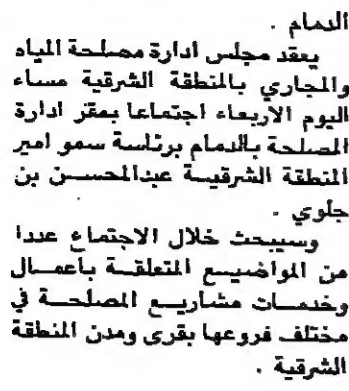 الدمام .
يعقد مجلس ادارة مصلحة المياه
والمجاري بالمنطقة الشرقية مساء
اليوم الاربعاء اجتماعا بمقر ادارة
المصلحة بالدمام برئاسة سمو امير
المنطقة الشرقية عبدالمحسن بن
جلوي .
وسيبحث خلال الاجتماع عددا
من المواضيع المتعلقة باعمال
وخدمات مشاريع المصلحة في
مختلف فروعها بقرى ومدن المنطقة
الشرقية .